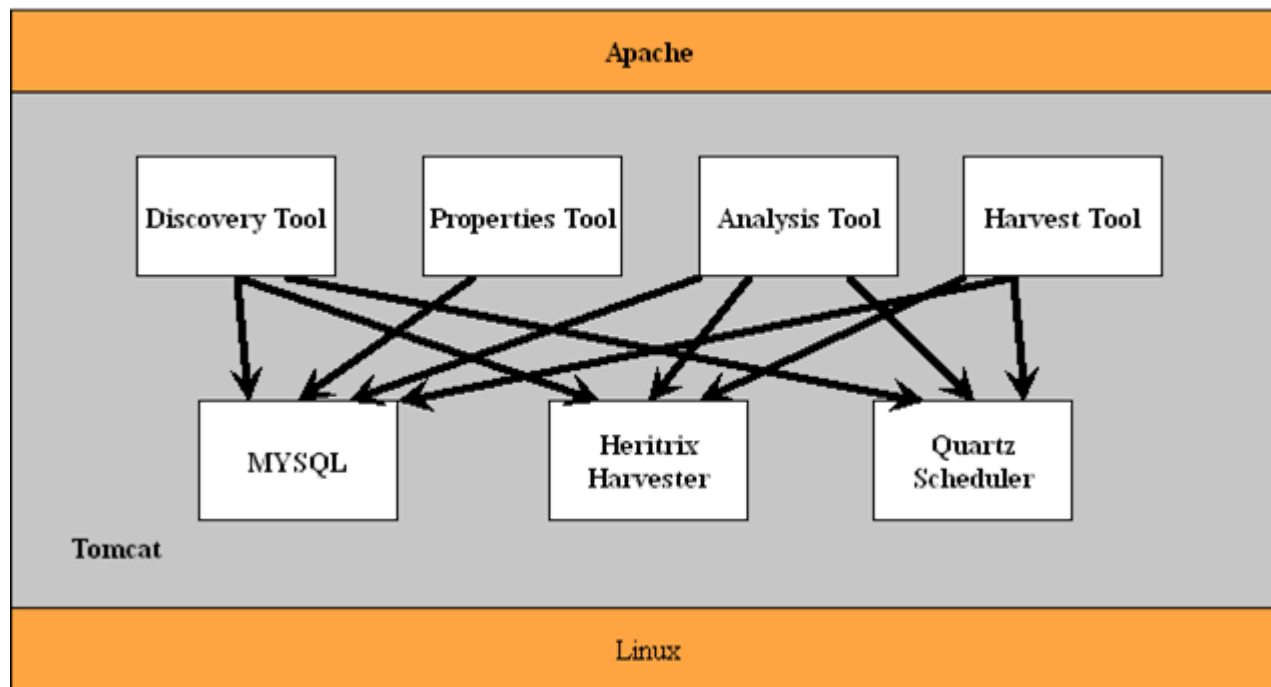 Apache
Discovery Tool
Properties Tool
Analysis Tool
Harvest Tool
MYSQL
Heritrix
Harvester
Quartz
Scheduler
Tomcat
Linux